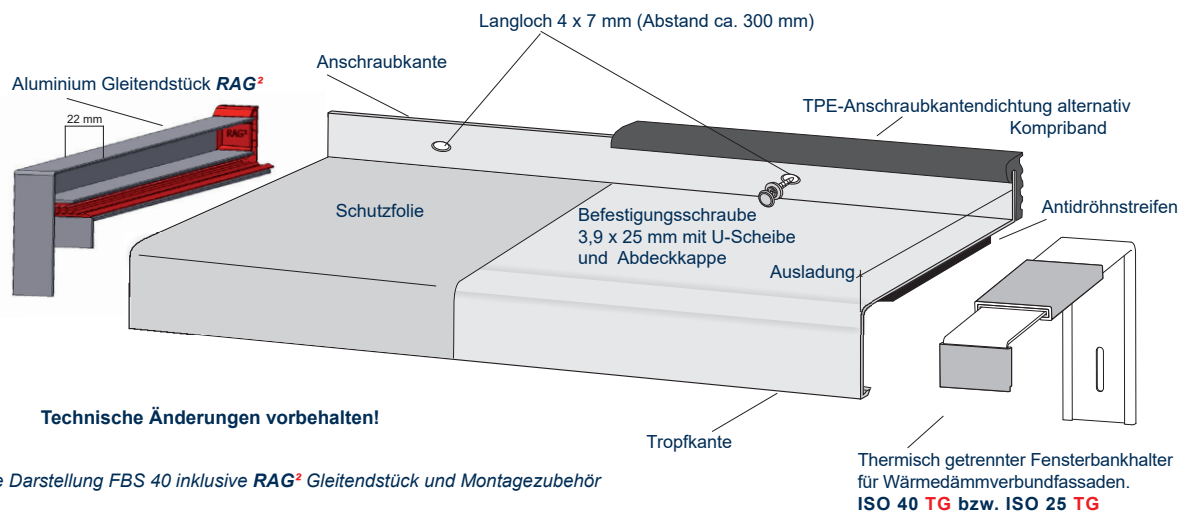 Langloch 4 x 7 mm (Abstand ca. 300 mm)
Anschraubkante
Aluminium Gleitendstück RAG²
22 mm
RAG²
TPE-Anschraubkantendichtung alternativ
Kompriband
Schutzfolie
Befestigungsschraube
3,9 x 25 mm mit U-Scheibe
und Abdeckkappe
Antidröhnstreifen
Ausladung
Technische Änderungen vorbehalten!
Tropfkante
e Darstellung FBS 40 inklusive RAG² Gleitendstück und Montagezubehör
Thermisch getrennter Fensterbankhalter
für Wärmedämmverbundfassaden.
ISO 40 TG bzw. ISO 25 TG